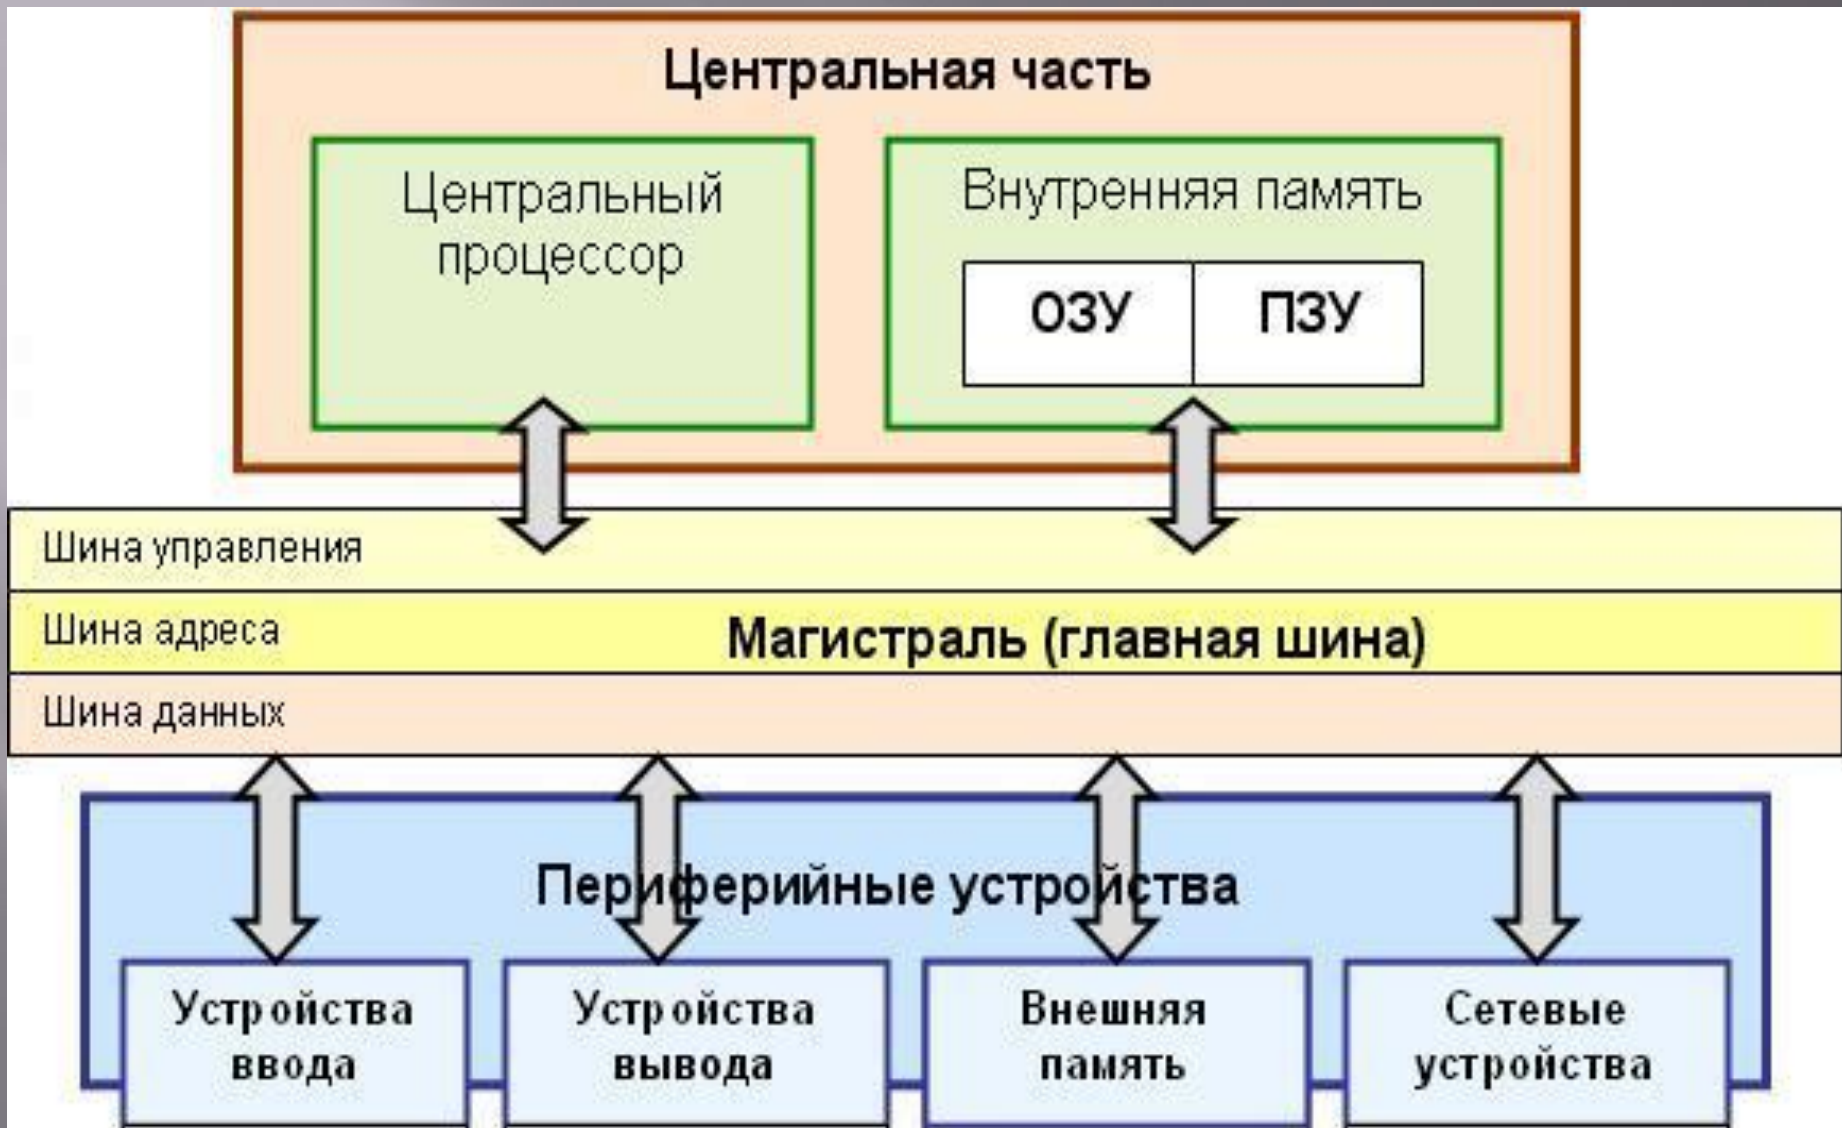 Центральная часть
Центральный
процессор
Внутренняя память
ОЗУ ПЗУ
Шина управления
Шина адреса
Магистраль (главная шина)
Шина данных
Периферийные устройства
Устройства
ввода
Устройства
вывода
Внешняя
память
Сетевые
устройства